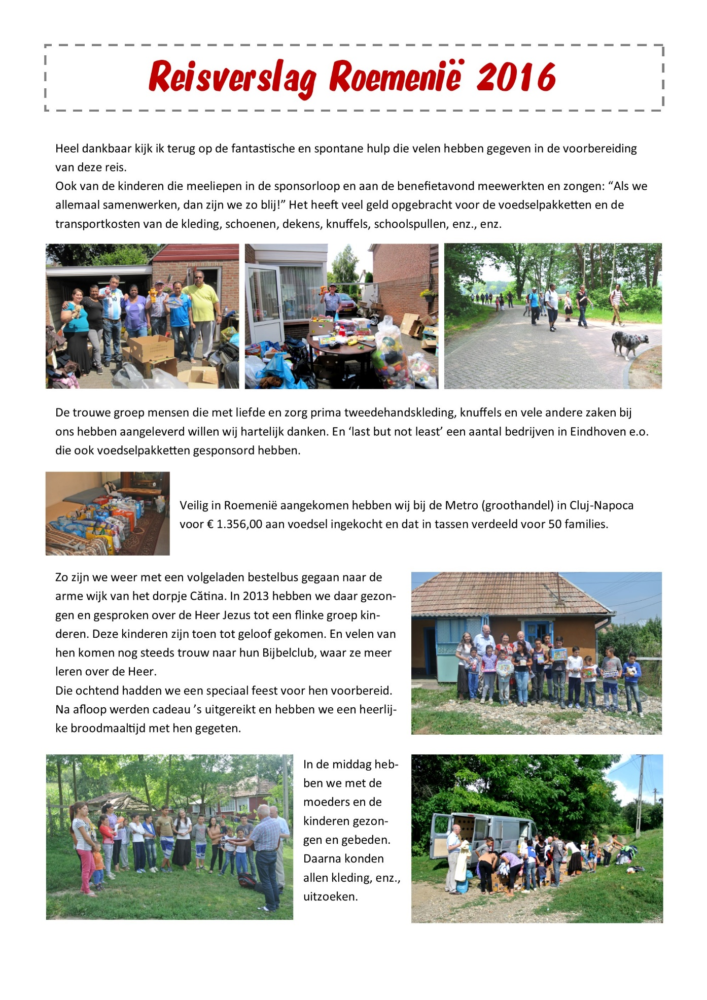 Reisverslag Roemenië 2016
Heel dankbaar kijk ik terug op de fantastische en spontane hulp die velen hebben gegeven in de voorbereiding
van deze reis.
Ook van de kinderen die meeliepen in de sponsorloop en aan de benefietavond meewerkten en zongen: “Als we
allemaal samenwerken, dan zijn we zo blij!” Het heeft veel geld opgebracht voor de voedselpakketten en de
transportkosten van de kleding, schoenen, dekens, knuffels, schoolspullen, enz., enz.
De trouwe groep mensen die met liefde en zorg prima tweedehandskleding, knuffels en vele andere zaken bij
ons hebben aangeleverd willen wij hartelijk danken. En ‘last but not least’ een aantal bedrijven in Eindhoven e.o.
die ook voedselpakketten gesponsord hebben.
Veilig in Roemenië aangekomen hebben wij bij de Metro (groothandel) in Cluj-Napoca
voor € 1.356,00 aan voedsel ingekocht en dat in tassen verdeeld voor 50 families.
Zo zijn we weer met een volgeladen bestelbus gegaan naar de
arme wijk van het dorpje Cătina. In 2013 hebben we daar gezon-
gen en gesproken over de Heer Jezus tot een flinke groep kin-
deren. Deze kinderen zijn toen tot geloof gekomen. En velen van
hen komen nog steeds trouw naar hun Bijbelclub, waar ze meer
leren over de Heer.
Die ochtend hadden we een speciaal feest voor hen voorbereid.
Na afloop werden cadeau ’s uitgereikt en hebben we een heerlij-
ke broodmaaltijd met hen gegeten.
In de middag heb-
ben we met de
moeders en de
kinderen gezon-
gen en gebeden.
Daarna konden
allen kleding, enz.,
uitzoeken.